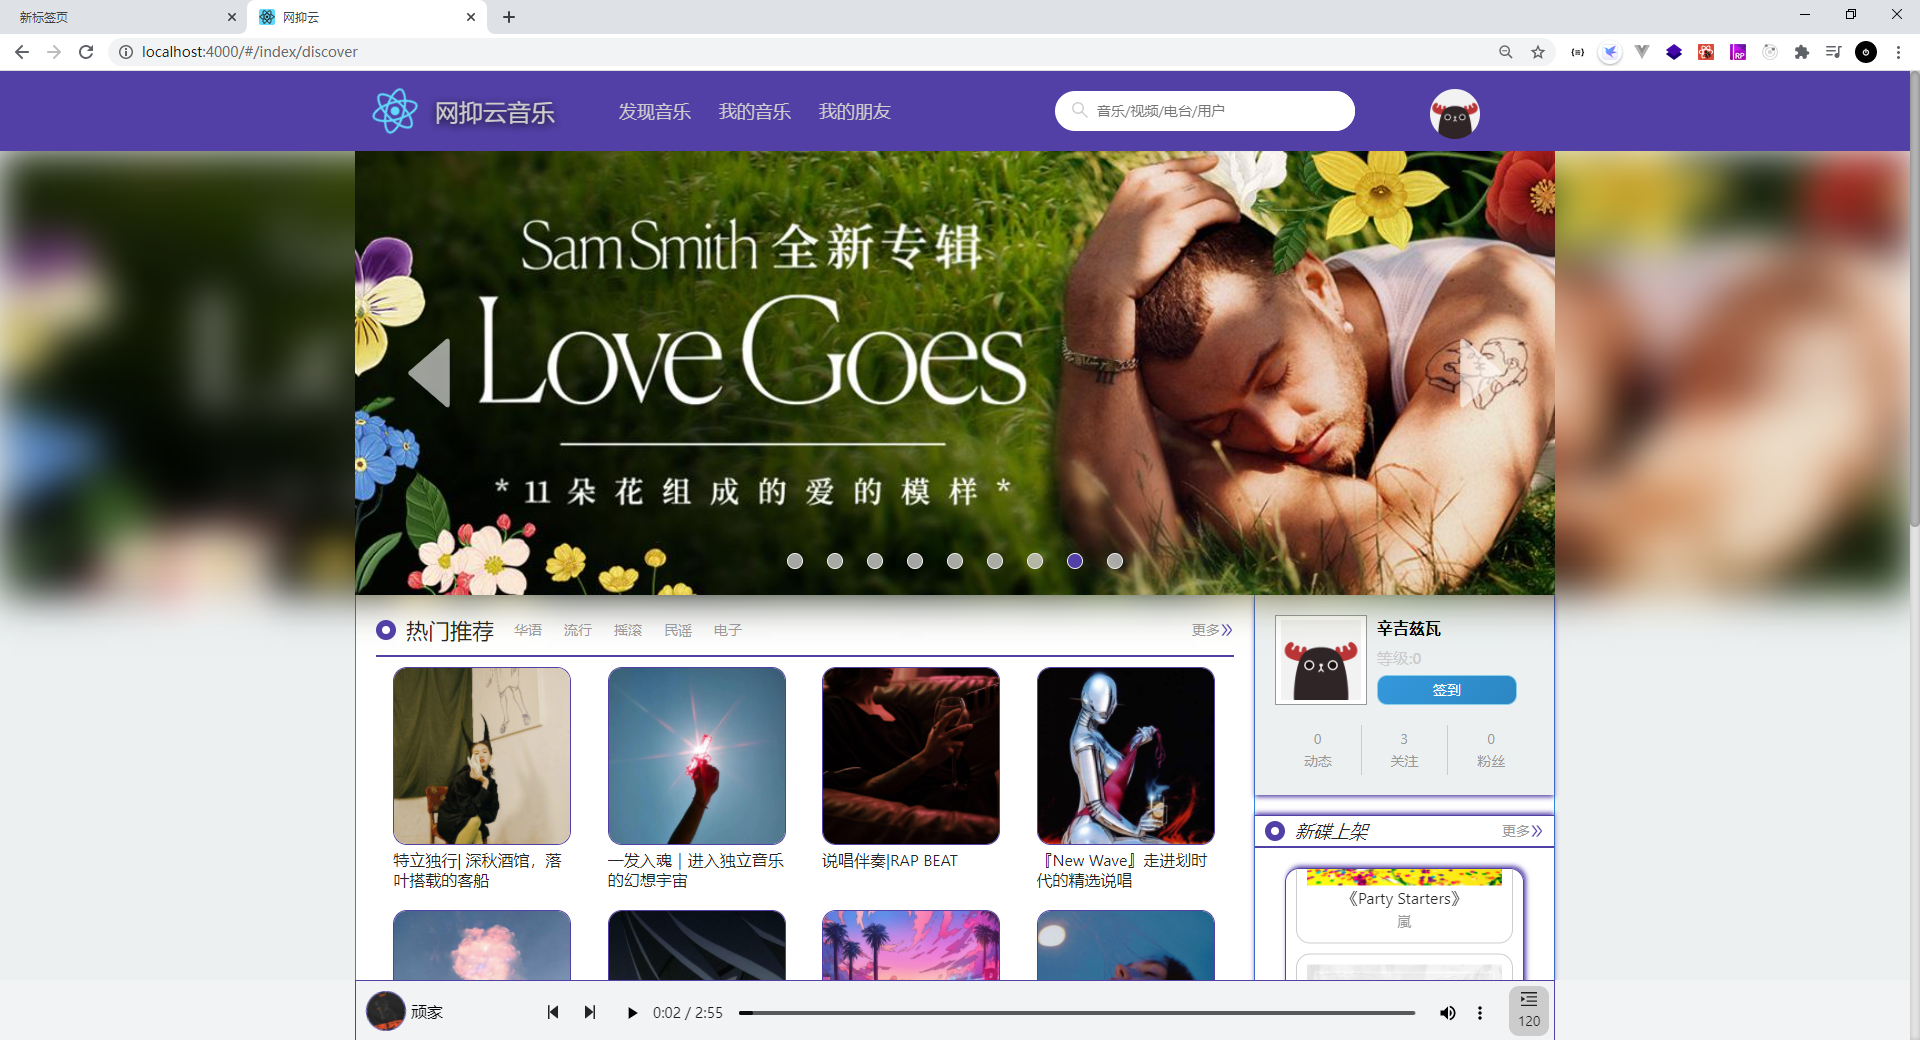 新标签页
网抑云
localhost:4000/#/index/discover
网抑云音乐
发现音乐
我的音乐
我的朋友
音乐/视频/电台/用户
Sam Smith 全新专辑
Love Goes
* 11 朵花组成的爱的模样 *
热门推荐
华语
流行
摇滚
民谣
电子
更多
特立独行| 深秋酒馆，落
叶搭载的客船
一发入魂｜进入独立音乐
的幻想宇宙
说唱伴奏|RAP BEAT
『New Wave』走进划时
代的精选说唱
辛吉兹瓦
等级:0
签到
0
动态
3
关注
0
粉丝
新碟上架
更多
《Party Starters》
嵐
顽家
0:02 / 2:55
120